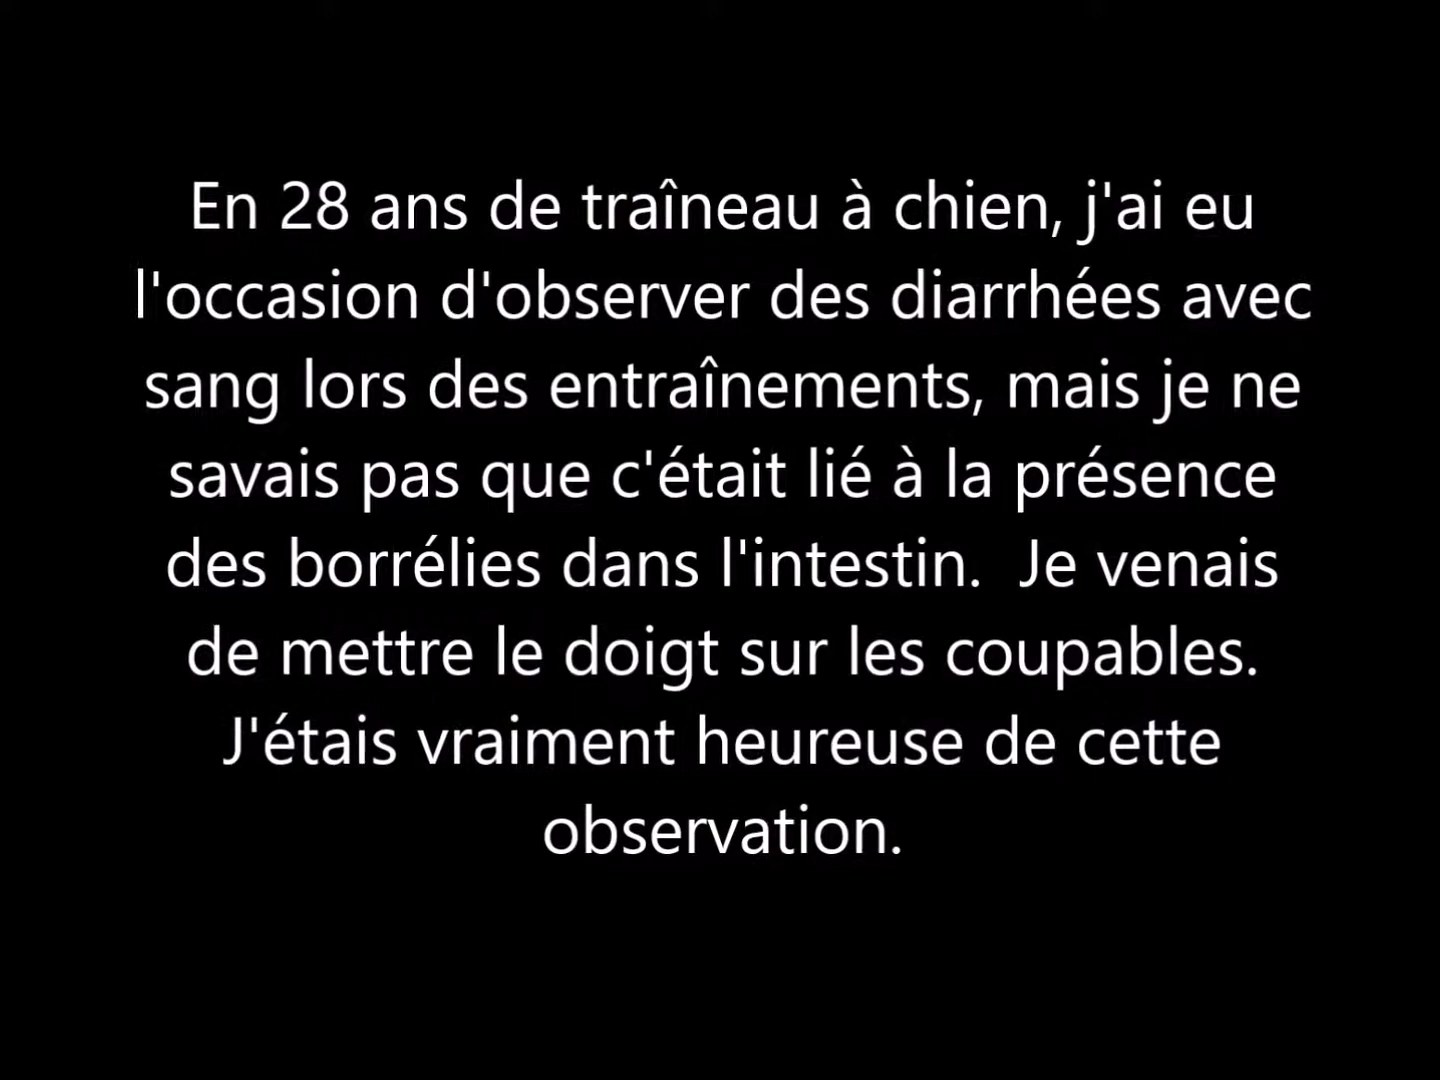 En 28 ans de traîneau à chien, j'ai eu
l'occasion d'observer des diarrhées avec
sang lors des entraînements, mais je ne
savais pas que c'était lié à la présence
des borrélies dans l'intestin.  Je venais
de mettre le doigt sur les coupables.
J'étais vraiment heureuse de cette
observation.